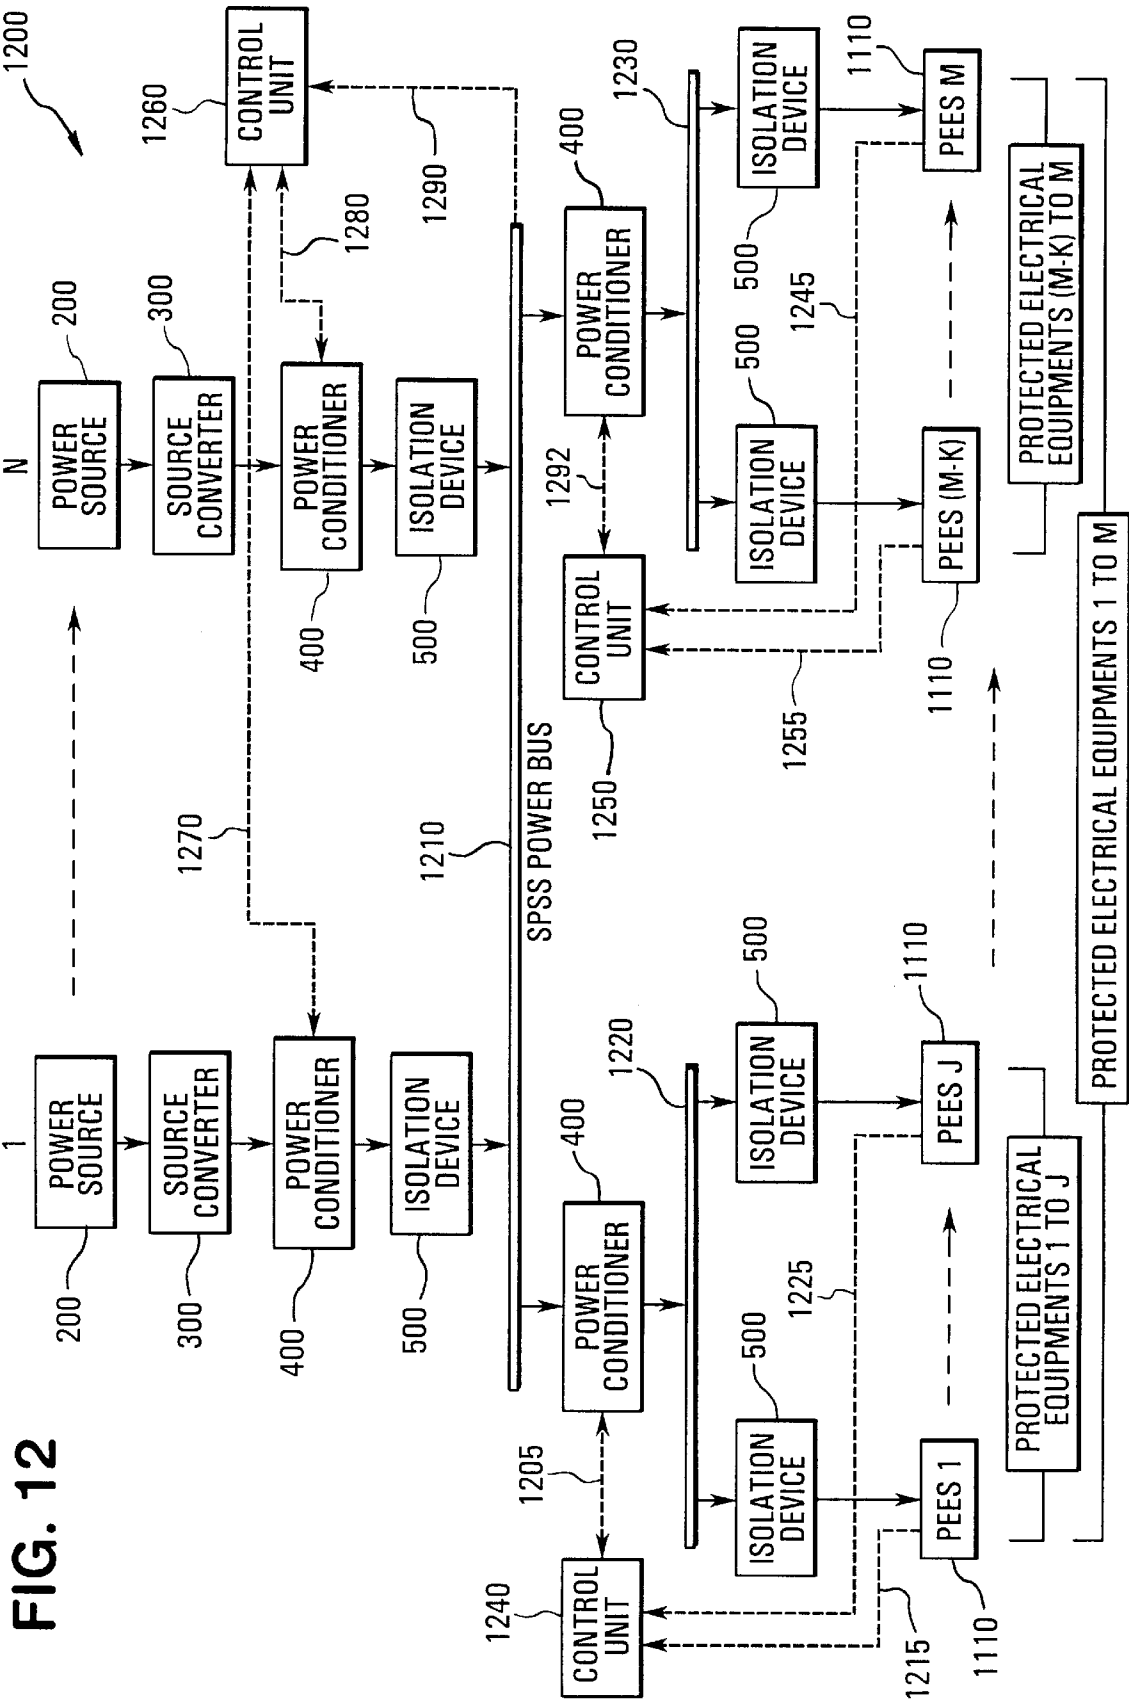 FIG. 12
1200
1
N
200
POWER
SOURCE
POWER
SOURCE
200
300
SOURCE
CONVERTER
SOURCE
CONVERTER
300
1270
1260
CONTROL
UNIT
400
POWER
CONDITIONER
POWER
CONDITIONER
400
1280
1290
500
ISOLATION
DEVICE
ISOLATION
DEVICE
500
1210
SPSS POWER BUS
1240
CONTROL
UNIT
1205
POWER
CONDITIONER
400
1220
1250
CONTROL
UNIT
1292
POWER
CONDITIONER
400
1230
ISOLATION
DEVICE
500
ISOLATION
DEVICE
500
ISOLATION
DEVICE
500
ISOLATION
DEVICE
500
1215
1225
1255
1245
1110
PEES 1
PEES J
1110
1110
PEES (M-K)
PEES M
1110
PROTECTED ELECTRICAL
EQUIPMENTS 1 TO J
PROTECTED ELECTRICAL
EQUIPMENTS (M-K) TO M
PROTECTED ELECTRICAL EQUIPMENTS 1 TO M